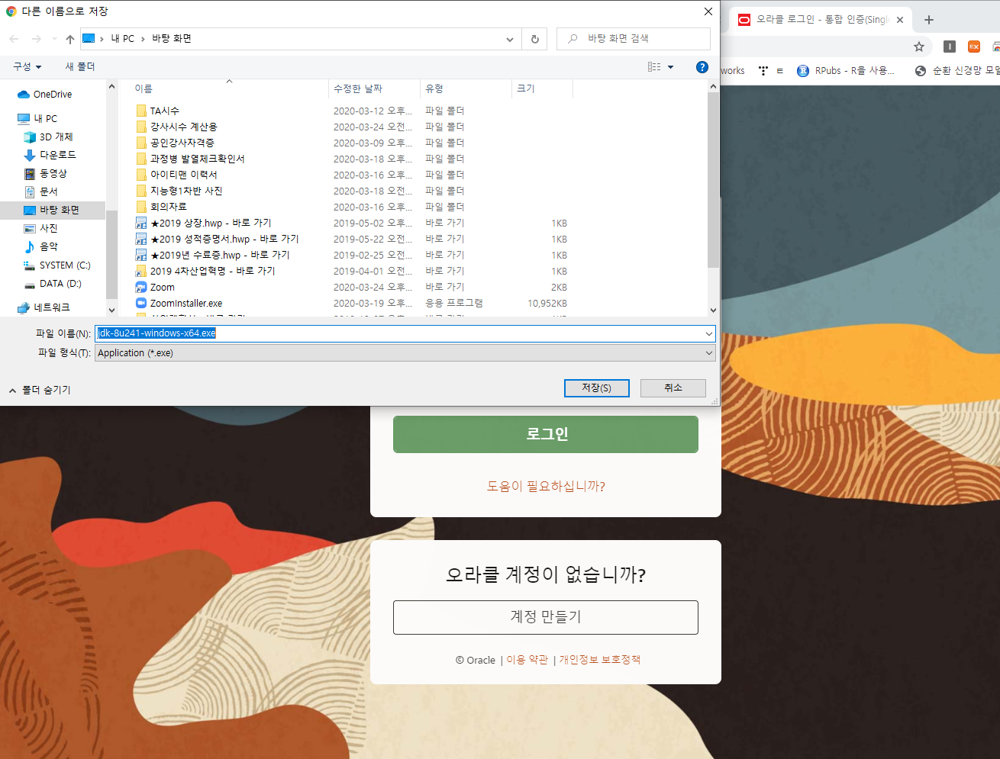 다른 이름으로 저장
오라클 로그인 - 통합 인증(Singl
내 PC > 바탕 화면
바탕 화면 검색
구성
새 폴더
works
RPubs - R을 사용...
순환 신경망 모델
이름
수정한 날짜
유형
크기
OneDrive
내 PC
3D 개체
다운로드
동영상
문서
바탕 화면
사진
음악
SYSTEM (C:)
DATA (D:)
네트워크
TA시수 2020-03-12 오후... 파일 폴더
강사시수 계산용 2020-03-24 오전... 파일 폴더
공인강사자격증 2020-03-09 오후... 파일 폴더
과정병 발열체크확인서 2020-03-18 오후... 파일 폴더
아이티맨 이력서 2020-03-16 오후... 파일 폴더
지능형1차반 사진 2020-03-18 오전... 파일 폴더
회의자료 2020-03-16 오후... 파일 폴더
★2019 상장.hwp - 바로 가기 2019-05-02 오후... 바로 가기 1KB
★2019 성적증명서.hwp - 바로 가기 2019-05-22 오전... 바로 가기 1KB
★2019년 수료증.hwp - 바로 가기 2019-02-25 오후... 바로 가기 1KB
2019 4차산업혁명 - 바로 가기 2019-04-01 오전... 바로 가기 1KB
Zoom 2020-03-24 오후... 바로 가기 2KB
ZoomInstaller.exe 2020-03-19 오후... 응용 프로그램 10,952KB
파일 이름(N): jdk-8u241-windows-x64.exe
파일 형식(T): Application (*.exe)
폴더 숨기기
저장(S)
취소
로그인
도움이 필요하십니까?
오라클 계정이 없습니까?
계정 만들기
© Oracle | 이용 약관 | 개인정보 보호정책